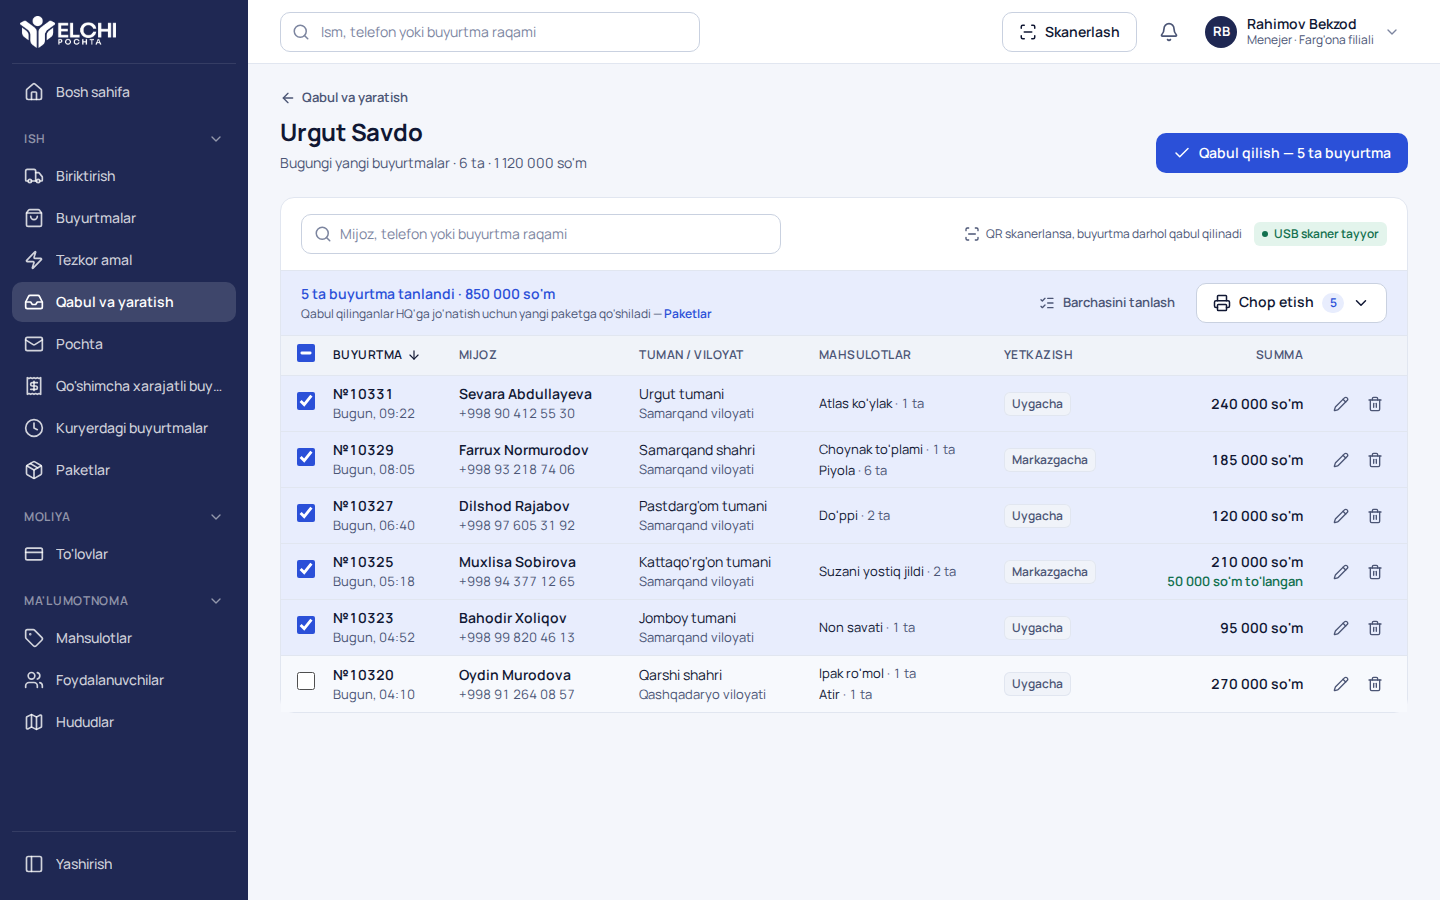 ELCHI
POCHTA
Ism, telefon yoki buyurtma raqami
Skanerlash
RB
Rahimov Bekzod
Menejer · Farg'ona filiali
Bosh sahifa
ISH
Biriktirish
Buyurtmalar
Tezkor amal
Qabul va yaratish
Pochta
Qo'shimcha xarajatli buy...
Kuryerdagi buyurtmalar
Paketlar
MOLIYA
To'lovlar
MA'LUMOTNOMA
Mahsulotlar
Foydalanuvchilar
Hududlar
Yashirish
Qabul va yaratish
Urgut Savdo
Bugungi yangi buyurtmalar · 6 ta · 1 120 000 so'm
Qabul qilish — 5 ta buyurtma
Mijoz, telefon yoki buyurtma raqami
QR skanerlansa, buyurtma darhol qabul qilinadi
USB skaner tayyor
5 ta buyurtma tanlandi · 850 000 so'm
Qabul qilinganlar HQ'ga jo'natish uchun yangi paketga qo'shiladi — Paketlar
Barchasini tanlash
Chop etish 5
BUYURTMA MIJOZ TUMAN / VILOYAT MAHSULOTLAR YETKAZISH SUMMA
№10331 Sevara Abdullayeva Urgut tumani Atlas ko'ylak · 1 ta Uygacha 240 000 so'm
Bugun, 09:22 +998 90 412 55 30 Samarqand viloyati
№10329 Farrux Normurodov Samarqand shahri Choynak to'plami · 1 ta Markazgacha 185 000 so'm
Bugun, 08:05 +998 93 218 74 06 Samarqand viloyati Piyola · 6 ta
№10327 Dilshod Rajabov Pastdarg'om tumani Do'ppi · 2 ta Uygacha 120 000 so'm
Bugun, 06:40 +998 97 605 31 92 Samarqand viloyati
№10325 Muxlisa Sobirova Kattaqo'rg'on tumani Suzani yostiq jildi · 2 ta Markazgacha 210 000 so'm
Bugun, 05:18 +998 94 377 12 65 Samarqand viloyati 50 000 so'm to'langan
№10323 Bahodir Xoliqov Jomboy tumani Non savati · 1 ta Uygacha 95 000 so'm
Bugun, 04:52 +998 99 820 46 13 Samarqand viloyati
№10320 Oydin Murodova Qarshi shahri Ipak ro'mol · 1 ta Uygacha 270 000 so'm
Bugun, 04:10 +998 91 264 08 57 Qashqadaryo viloyati Atir · 1 ta